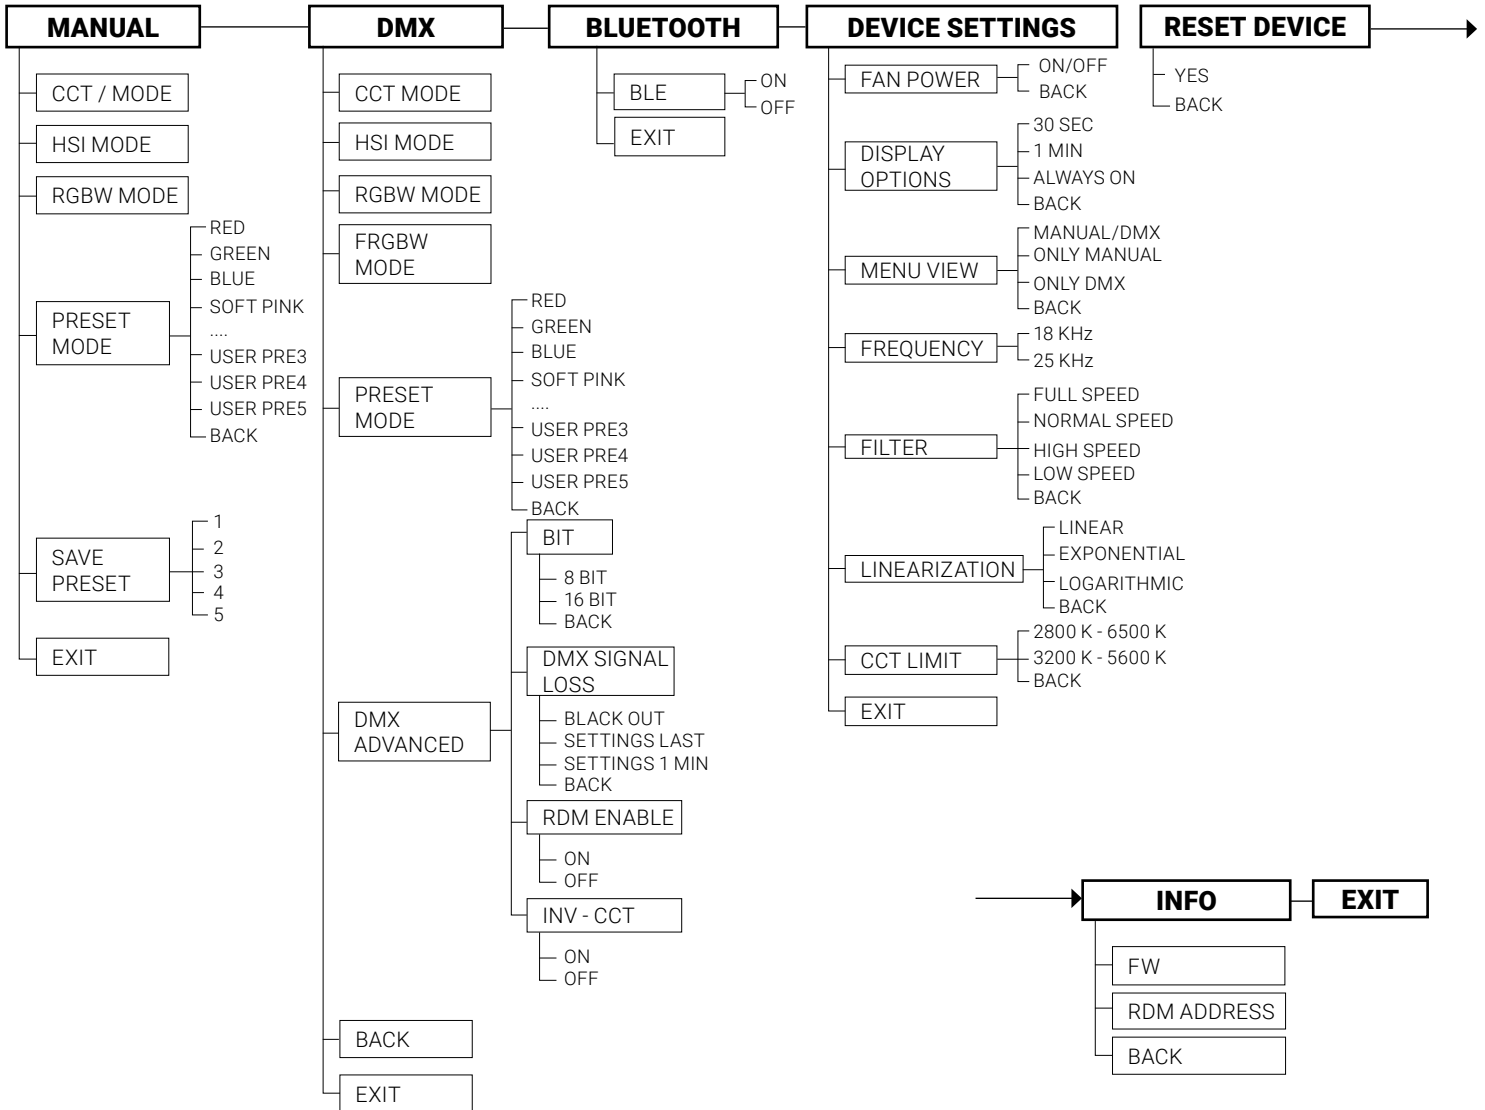 MANUAL
CCT / MODE
HSI MODE
RGBW MODE
PRESET
MODE
RED
GREEN
BLUE
SOFT PINK
....
USER PRE3
USER PRE4
USER PRE5
BACK
SAVE
PRESET
1
2
3
4
5
EXIT
DMX
CCT MODE
HSI MODE
RGBW MODE
FRGBW
MODE
PRESET
MODE
RED
GREEN
BLUE
SOFT PINK
....
USER PRE3
USER PRE4
USER PRE5
BACK
DMX
ADVANCED
BIT
8 BIT
16 BIT
BACK
DMX SIGNAL
LOSS
BLACK OUT
SETTINGS LAST
SETTINGS 1 MIN
BACK
RDM ENABLE
ON
OFF
INV - CCT
ON
OFF
BACK
EXIT
BLUETOOTH
BLE
ON
OFF
EXIT
DEVICE SETTINGS
FAN POWER
ON/OFF
BACK
DISPLAY
OPTIONS
30 SEC
1 MIN
ALWAYS ON
BACK
MENU VIEW
MANUAL/DMX
ONLY MANUAL
ONLY DMX
BACK
FREQUENCY
18 KHz
25 KHz
FILTER
FULL SPEED
NORMAL SPEED
HIGH SPEED
LOW SPEED
BACK
LINEARIZATION
LINEAR
EXPONENTIAL
LOGARITHMIC
BACK
CCT LIMIT
2800 K - 6500 K
3200 K - 5600 K
BACK
EXIT
RESET DEVICE
YES
BACK
INFO
FW
RDM ADDRESS
BACK
EXIT